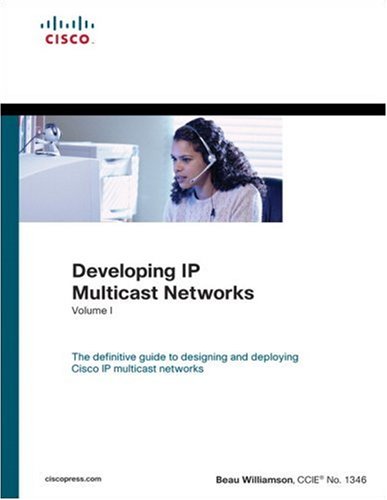 CISCO.
Developing IP
Multicast Networks
Volume I
The definitive guide to designing and deploying
Cisco IP multicast networks
ciscopress.com
Beau Williamson, CCIE® No. 1346